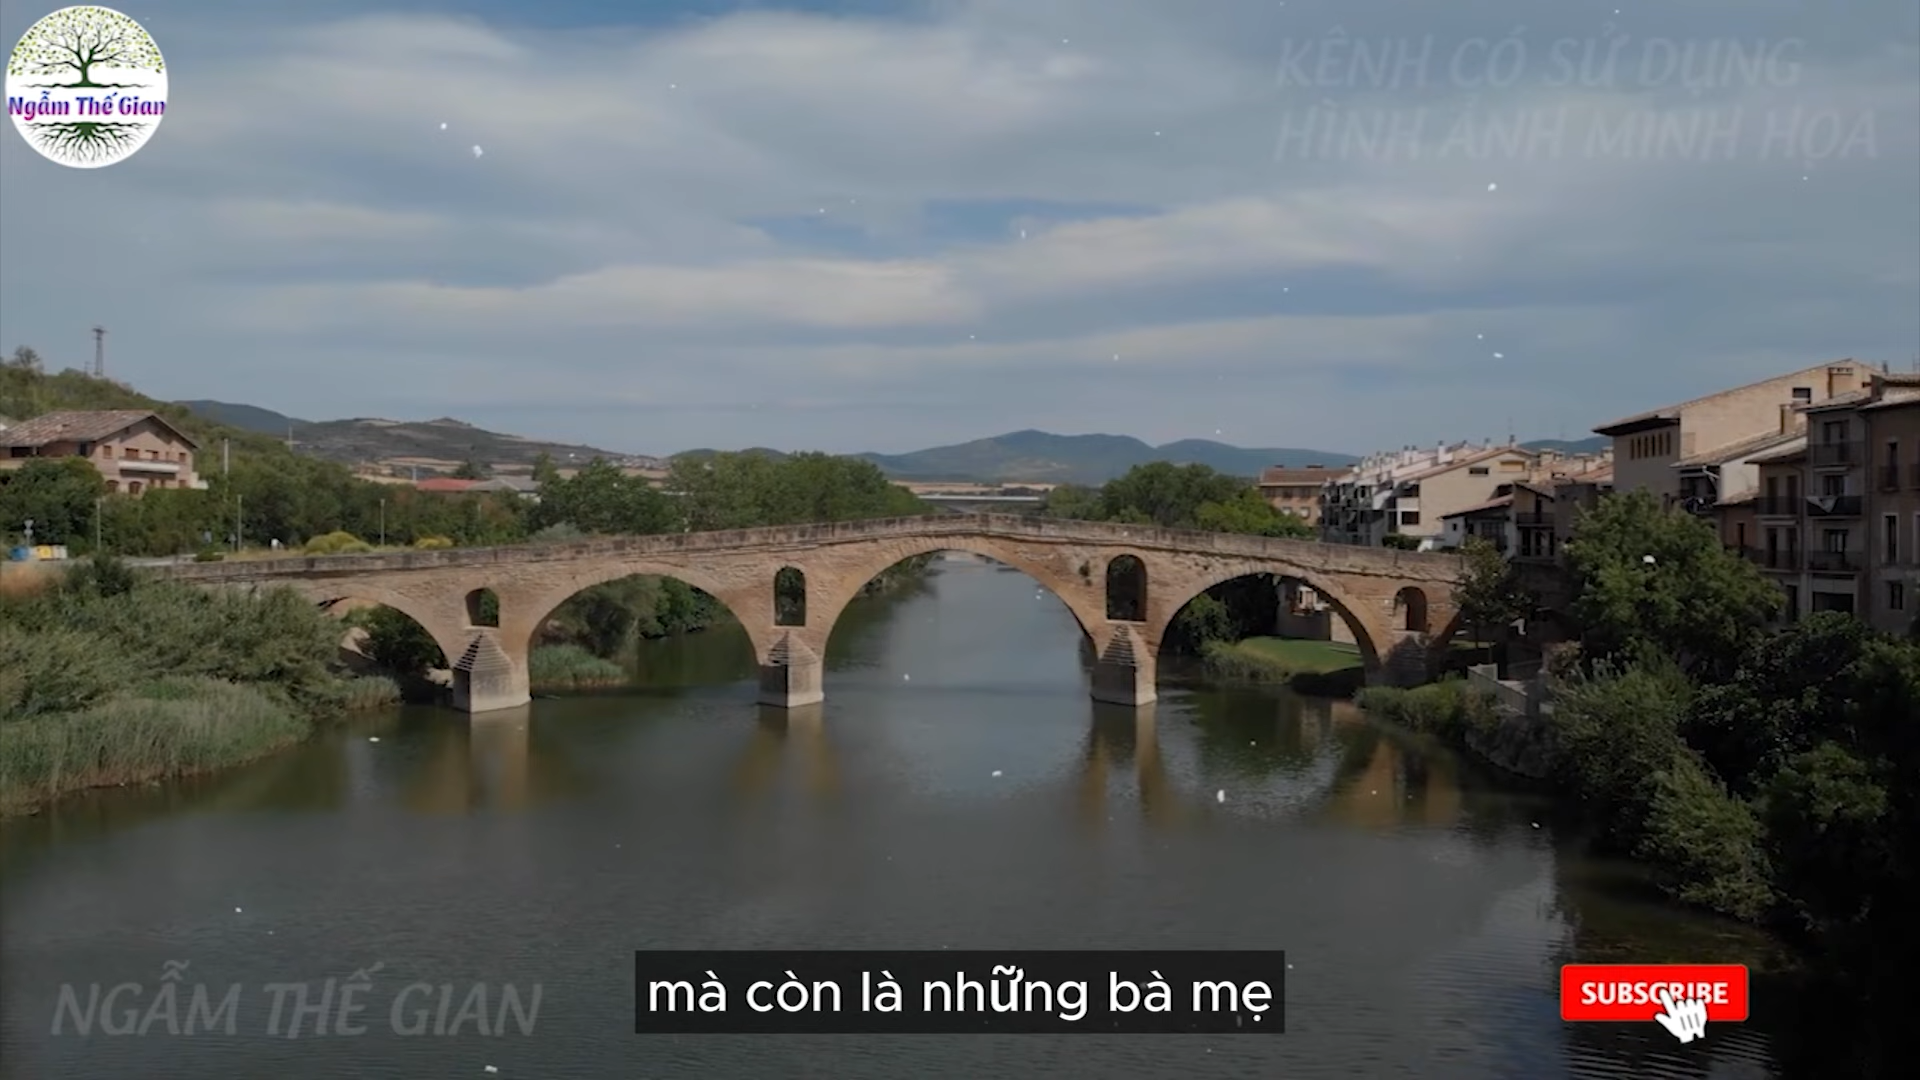 Ngẫm Thế Gian
KÊNH CÓ SỬ DỤNG
HÌNH ẢNH MINH HỌA
mà còn là những bà mẹ
NGẪM THẾ GIAN
SUBSCRIBE